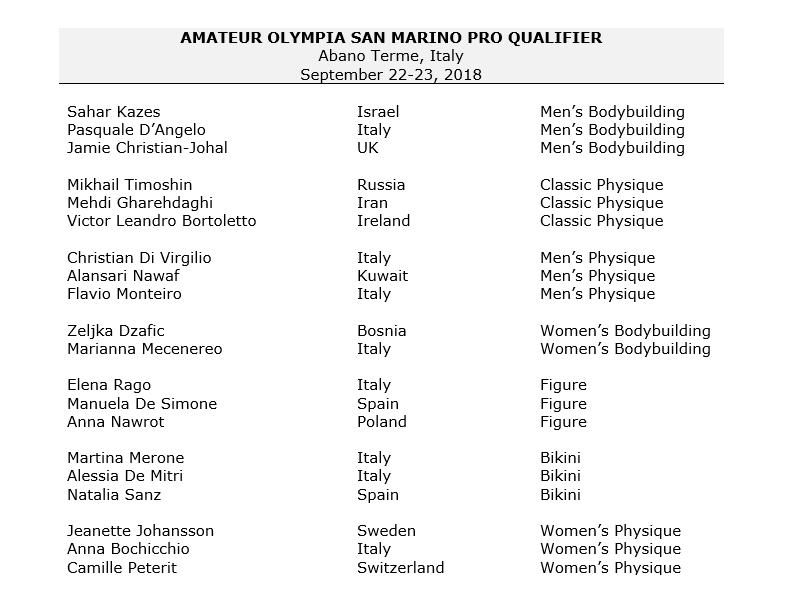 AMATEUR OLYMPIA SAN MARINO PRO QUALIFIER
Abano Terme, Italy
September 22-23, 2018
Sahar Kazes Israel Men’s Bodybuilding
Pasquale D’Angelo Italy Men’s Bodybuilding
Jamie Christian-Johal UK Men’s Bodybuilding
Mikhail Timoshin Russia Classic Physique
Mehdi Gharehdaghi Iran Classic Physique
Victor Leandro Bortoletto Ireland Classic Physique
Christian Di Virgilio Italy Men’s Physique
Alansari Nawaf Kuwait Men’s Physique
Flavio Monteiro Italy Men’s Physique
Zeljka Dzafic Bosnia Women’s Bodybuilding
Marianna Mecenereo Italy Women’s Bodybuilding
Elena Rago Italy Figure
Manuela De Simone Spain Figure
Anna Nawrot Poland Figure
Martina Merone Italy Bikini
Alessia De Mitri Italy Bikini
Natalia Sanz Spain Bikini
Jeanette Johansson Sweden Women’s Physique
Anna Bochicchio Italy Women’s Physique
Camille Peterit Switzerland Women’s Physique